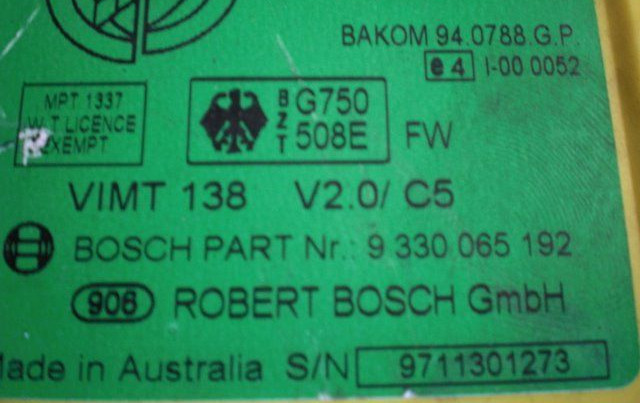 BAKOM 94.0788.G.P.
e 4 I-00 0052
MPT 1337
W.T LICENCE
EXEMPT
BZT
G750
508E
FW
VIMT 138 V2.0/ C5
BOSCH PART Nr.: 9 330 065 192
906 ROBERT BOSCH GmbH
Made in Australia S/N 9711301273